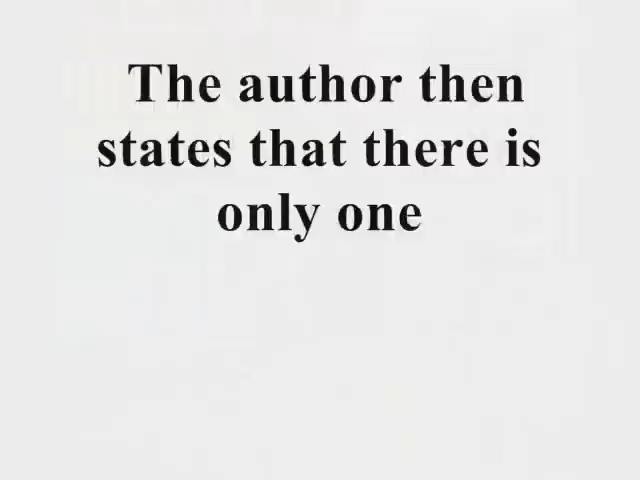 The author then
states that there is
only one